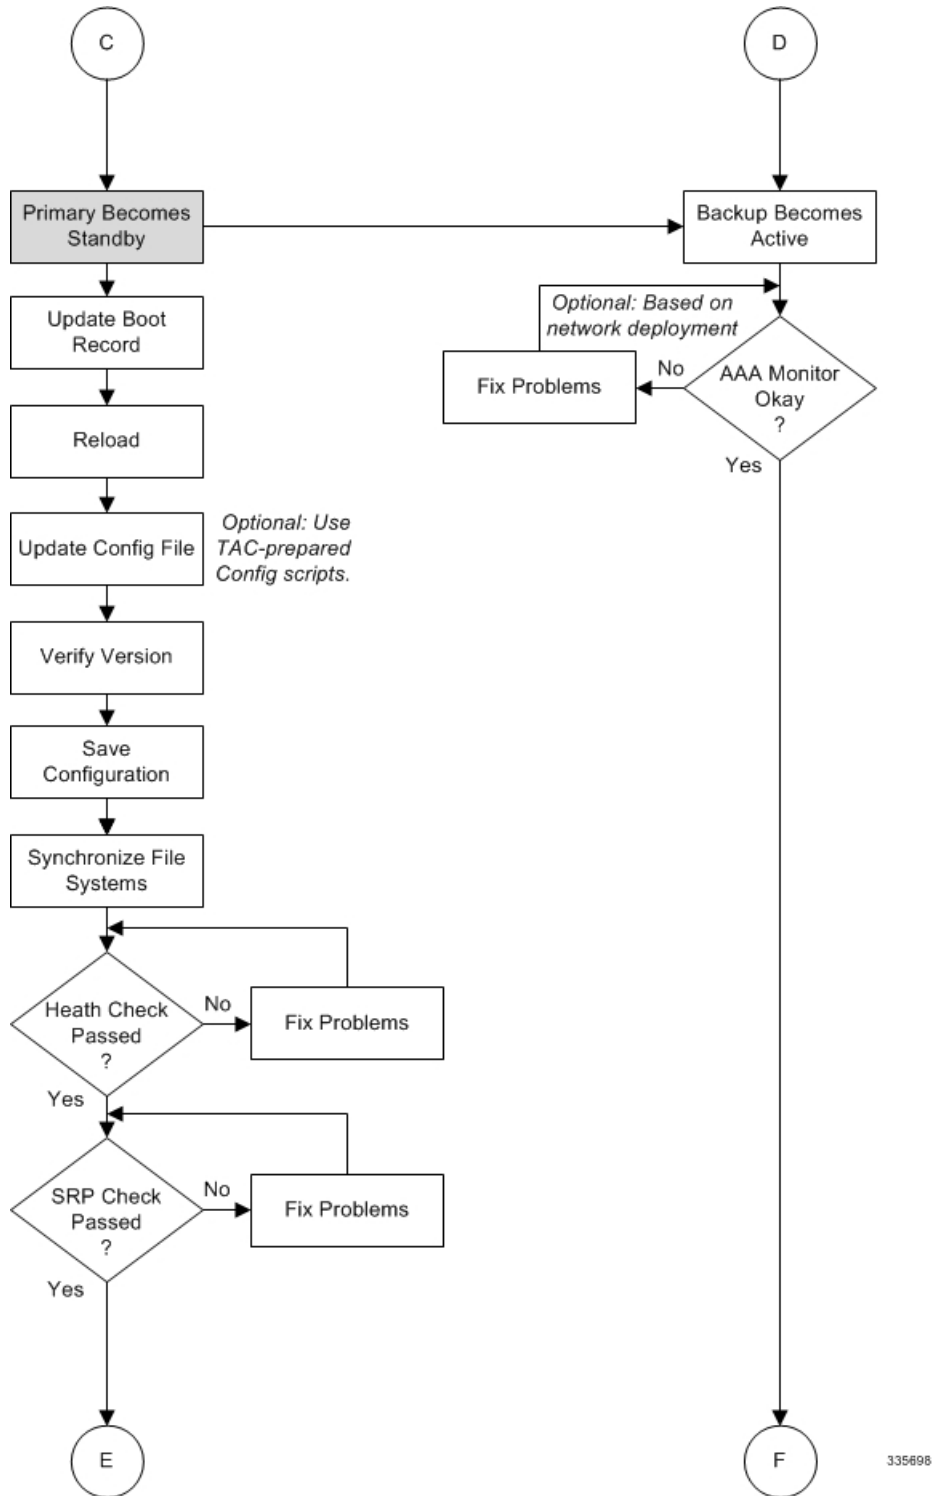 C
D
Primary Becomes
Standby
Backup Becomes
Active
Update Boot
Record
Optional: Based on
network deployment
Fix Problems
No
AAA Monitor
Okay
?
Yes
Reload
Update Config File
Optional: Use
TAC-prepared
Config scripts.
Verify Version
Save
Configuration
Synchronize File
Systems
Heath Check
Passed
?
No
Fix Problems
Yes
SRP Check
Passed
?
No
Fix Problems
Yes
E
F
335698